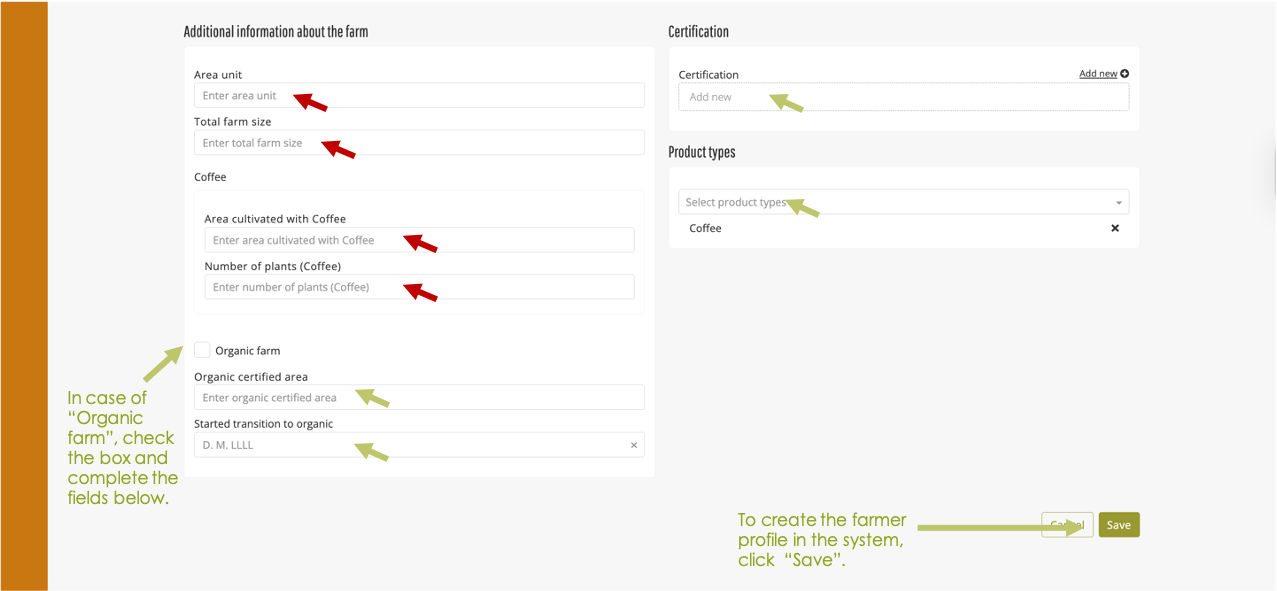 Additional information about the farm
Area unit
Enter area unit
Total farm size
Enter total farm size
Coffee
Area cultivated with Coffee
Enter area cultivated with Coffee
Number of plants (Coffee)
Enter number of plants (Coffee)
Organic farm
Organic certified area
Enter organic certified area
Started transition to organic
D. M. LLLL
In case of
“Organic
farm”, check
the box and
complete the
fields below.
Certification
Certification
Add new
Add new
Product types
Select product types
Coffee
To create the farmer
profile in the system,
click “Save”.
Cancel
Save